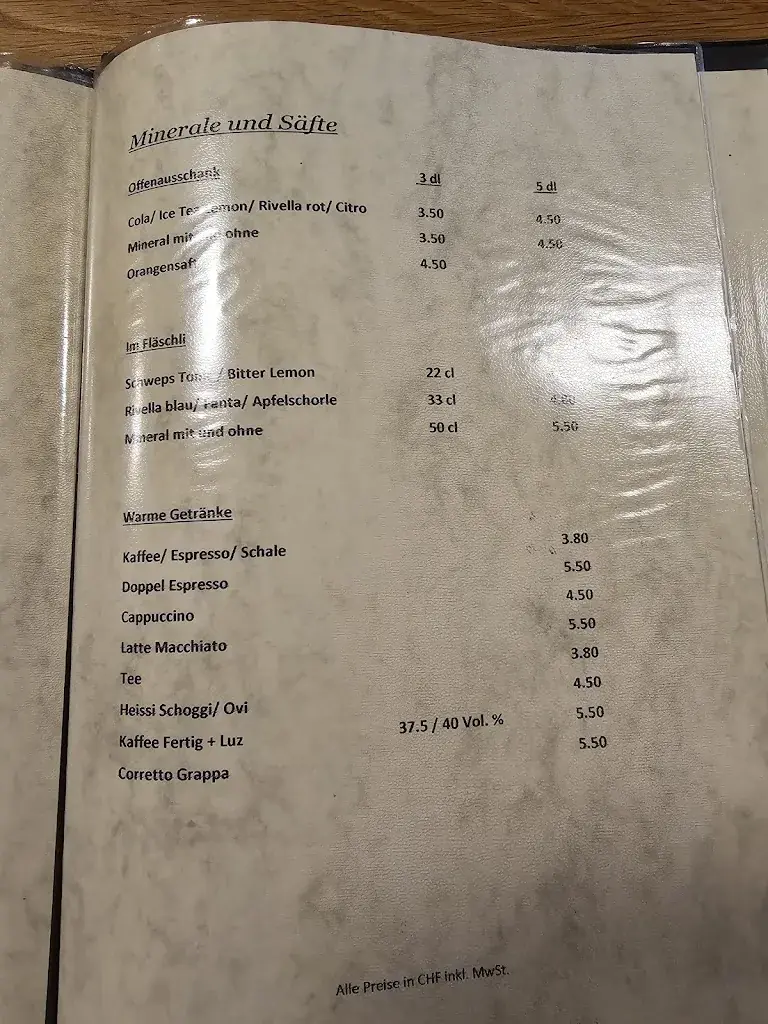 Minerale und Säfte
Offenausschank 3 dl 5 dl
Cola/ Ice Tea Lemon/ Rivella rot/ Citro 3.50 4.50
Mineral mit und ohne 3.50 4.50
Orangensaft 4.50
Im Fläschli
Schweps Tonic/ Bitter Lemon 22 cl
Rivella blau/ Fanta/ Apfelschorle 33 cl 4.80
Mineral mit und ohne 50 cl 5.50
Warme Getränke
Kaffee/ Espresso/ Schale 3.80
Doppel Espresso 5.50
Cappuccino 4.50
Latte Macchiato 5.50
Tee 3.80
Heissi Schoggi/ Ovi 4.50
Kaffee Fertig + Luz 37.5 / 40 Vol. % 5.50
Corretto Grappa 5.50
Alle Preise in CHF inkl. MwSt.